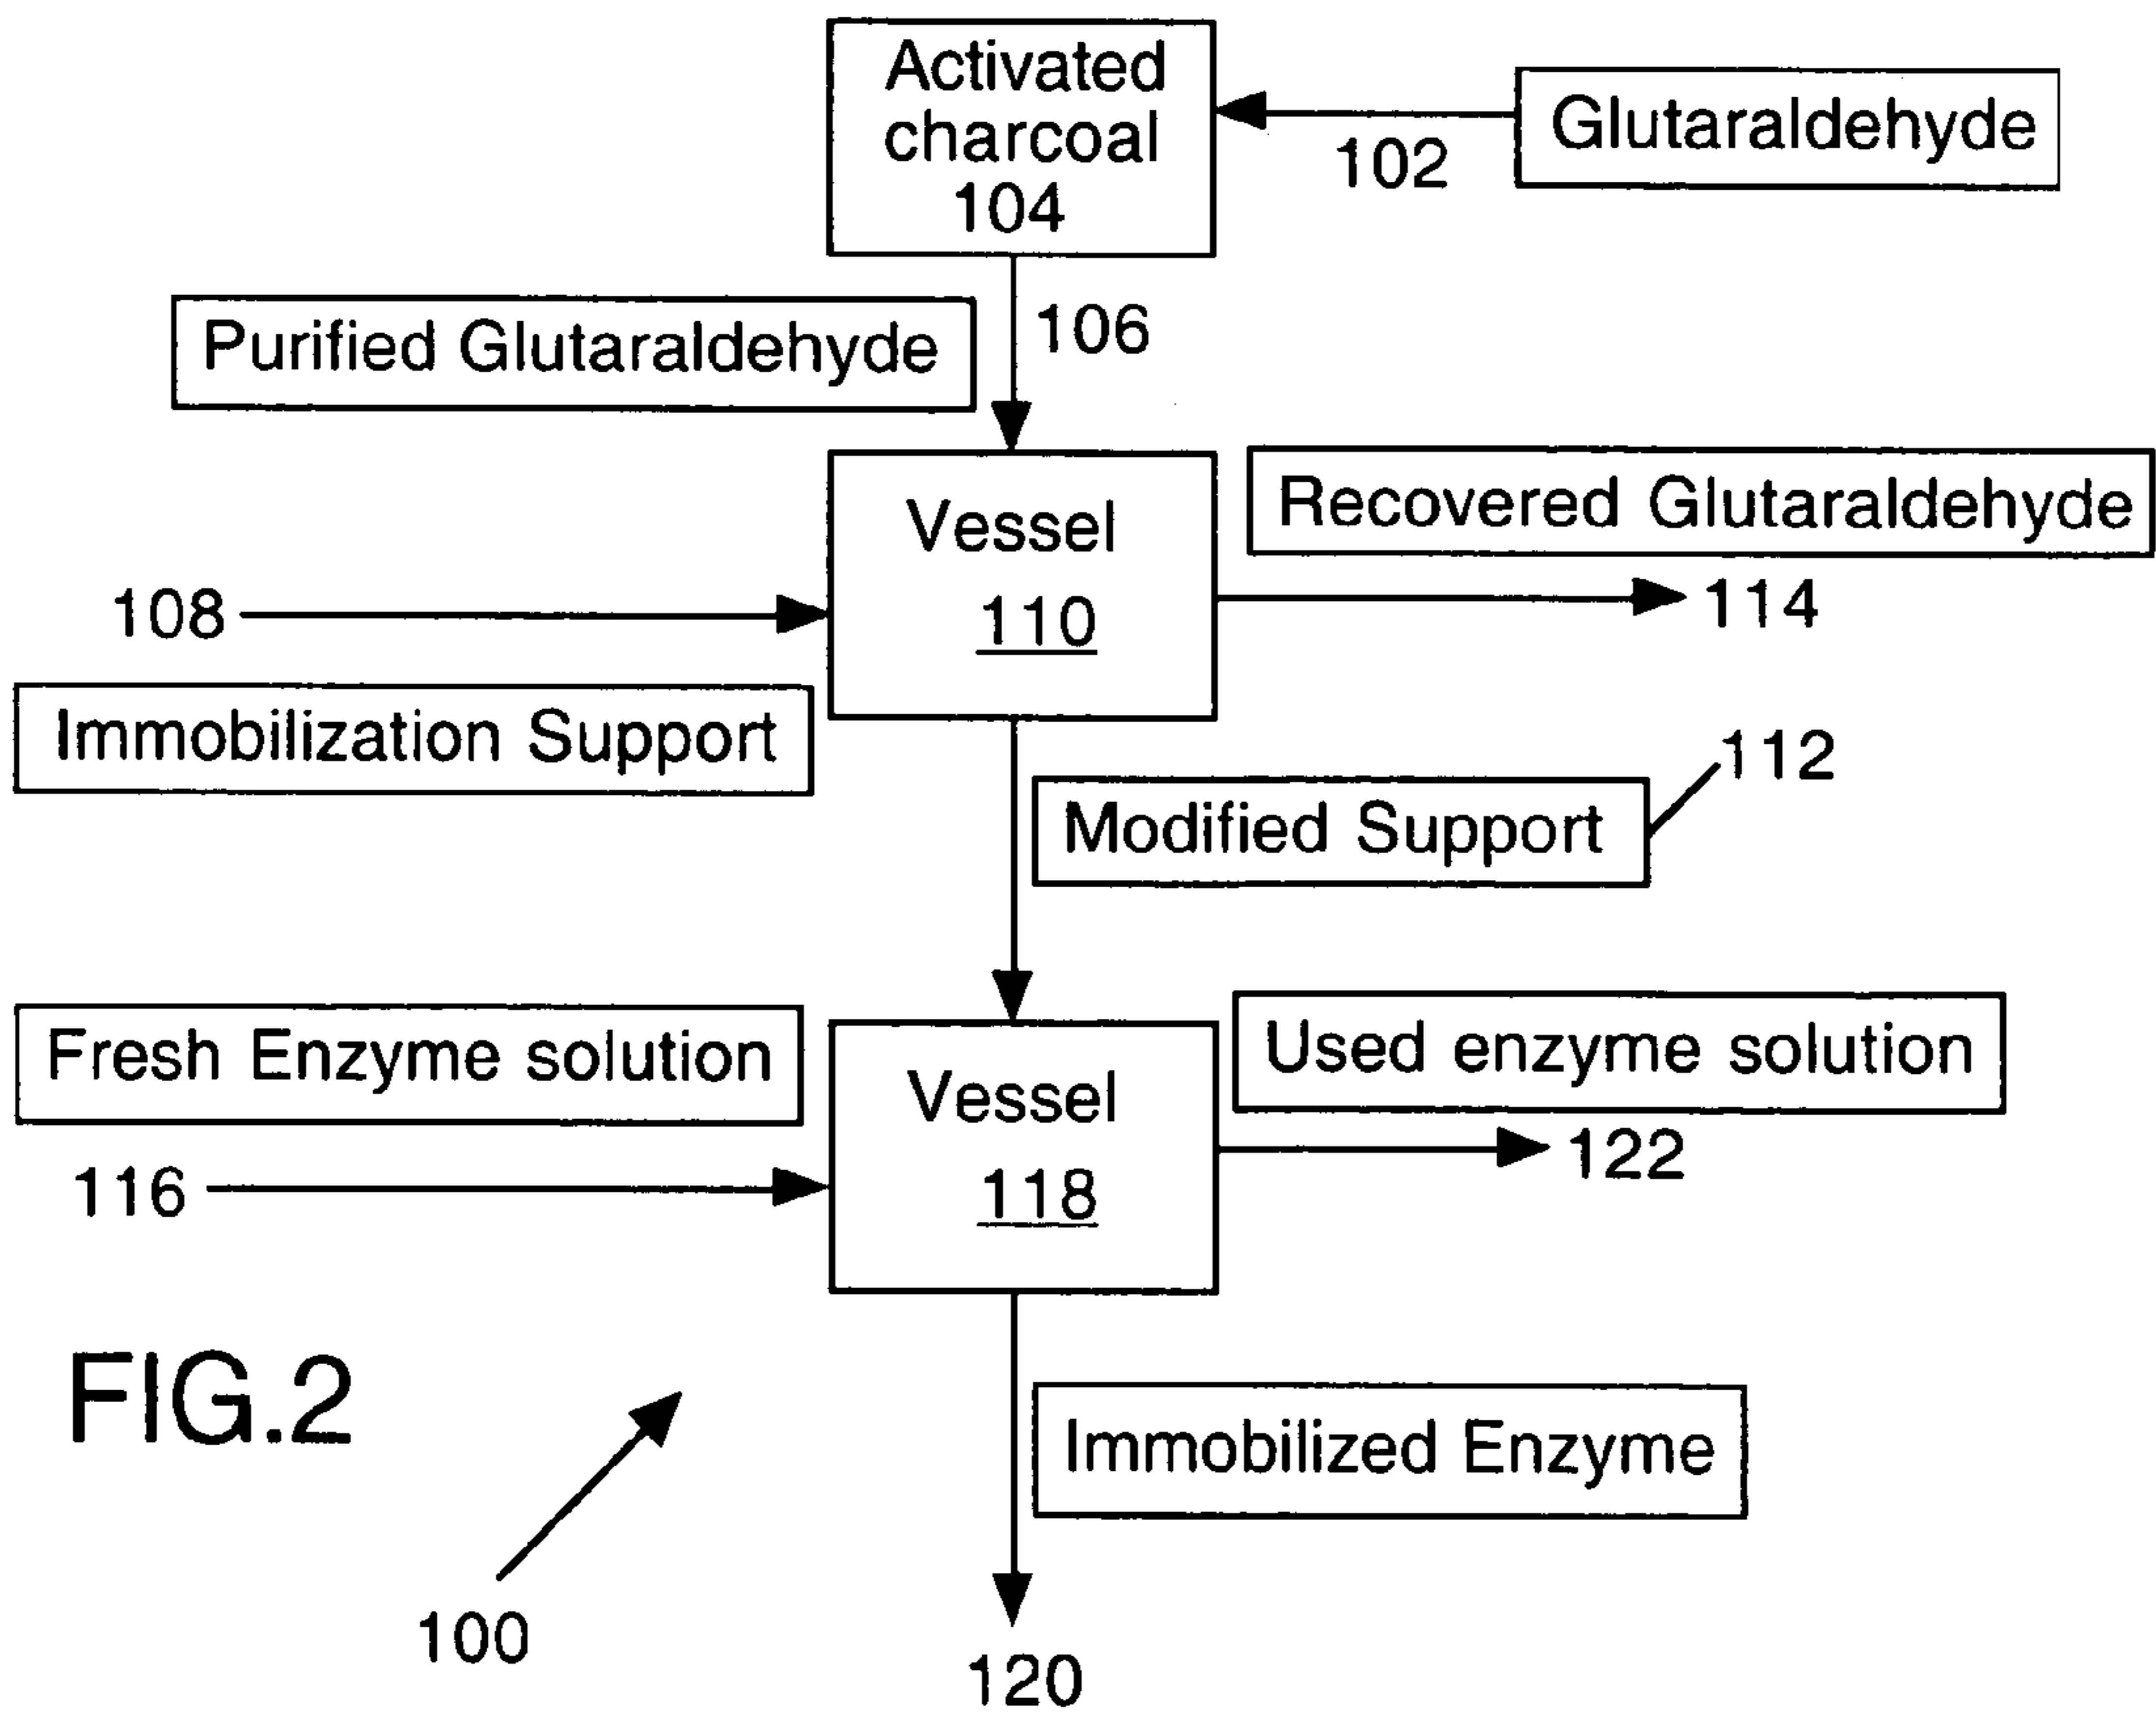 Activated
charcoal
104
102
Glutaraldehyde
Purified Glutaraldehyde
106
Vessel
110
Recovered Glutaraldehyde
114
108
Immobilization Support
112
Modified Support
Fresh Enzyme solution
116
Vessel
118
Used enzyme solution
122
Immobilized Enzyme
120
FIG.2
100